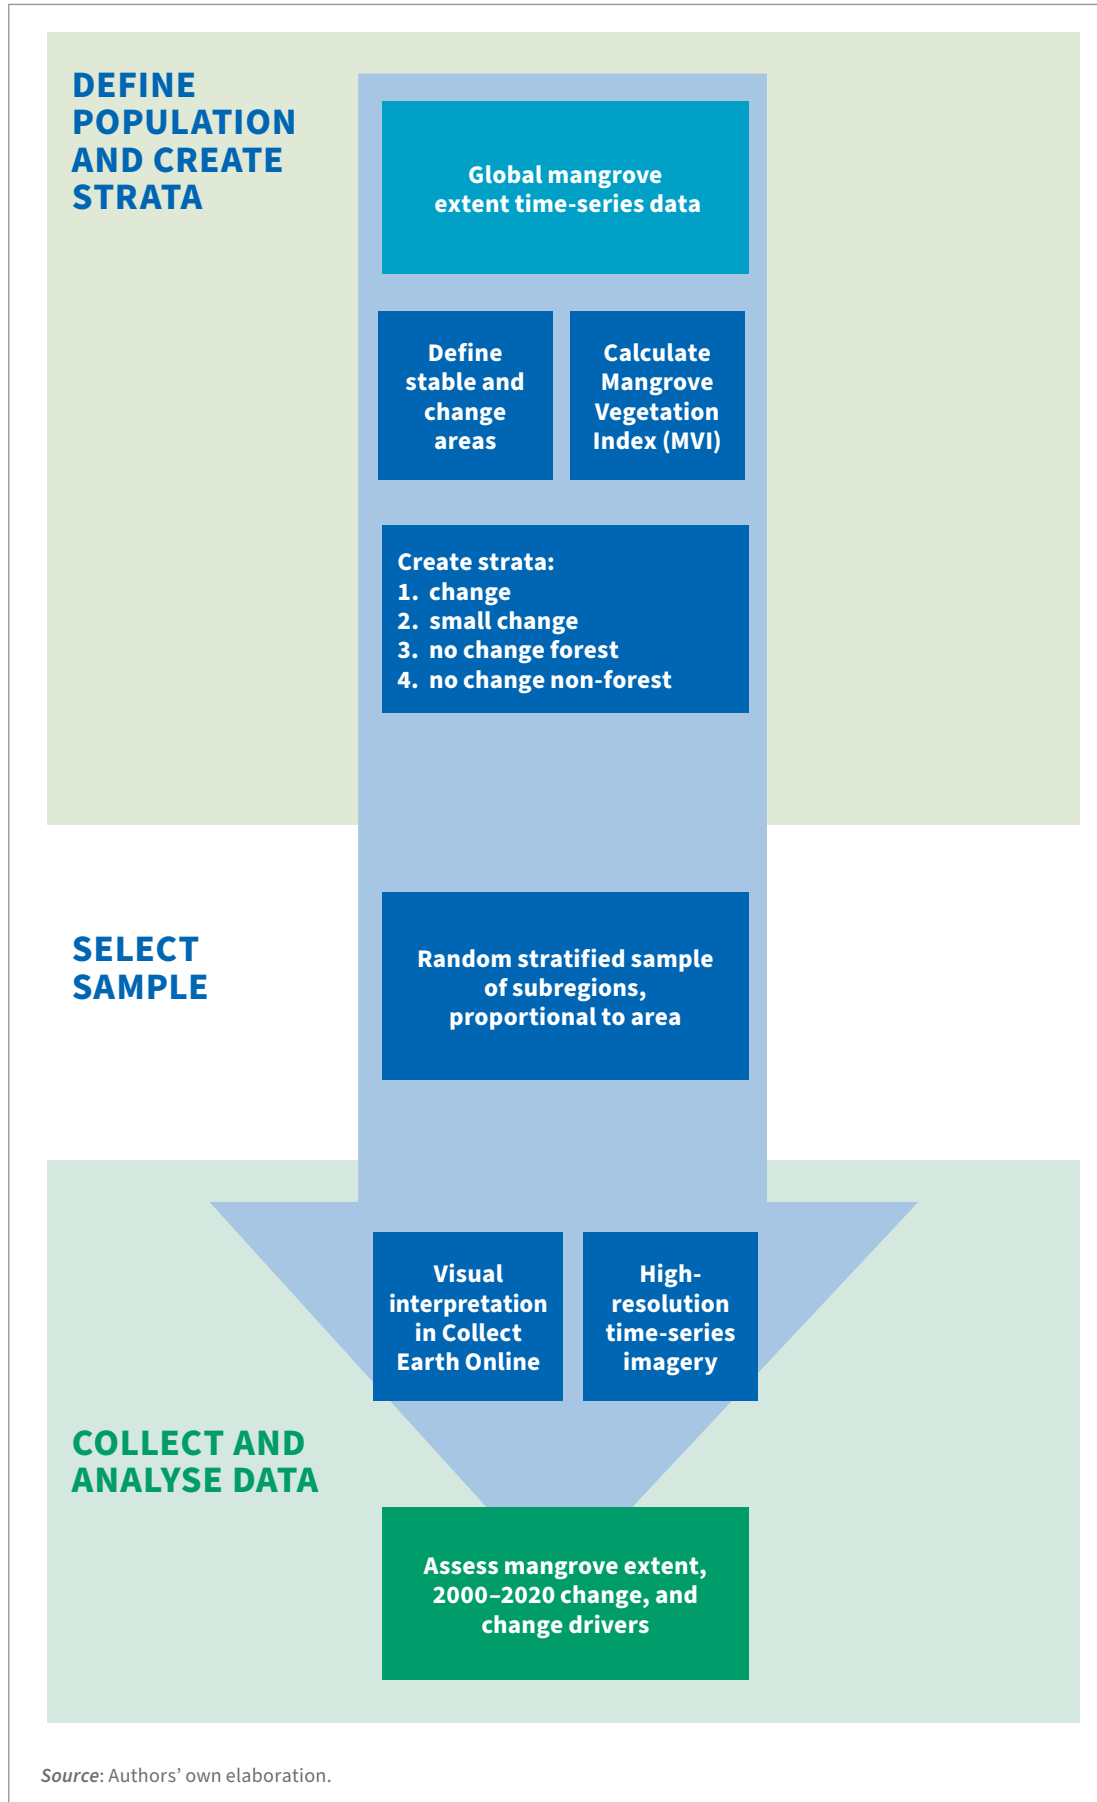 DEFINE
POPULATION
AND CREATE
STRATA
Global mangrove
extent time-series data
Define
stable and
change
areas
Calculate
Mangrove
Vegetation
Index (MVI)
Create strata:
1. change
2. small change
3. no change forest
4. no change non-forest
SELECT
SAMPLE
Random stratified sample
of subregions,
proportional to area
Visual
interpretation
in Collect
Earth Online
High-
resolution
time-series
imagery
COLLECT AND
ANALYSE DATA
Assess mangrove extent,
2000–2020 change, and
change drivers
Source: Authors’ own elaboration.